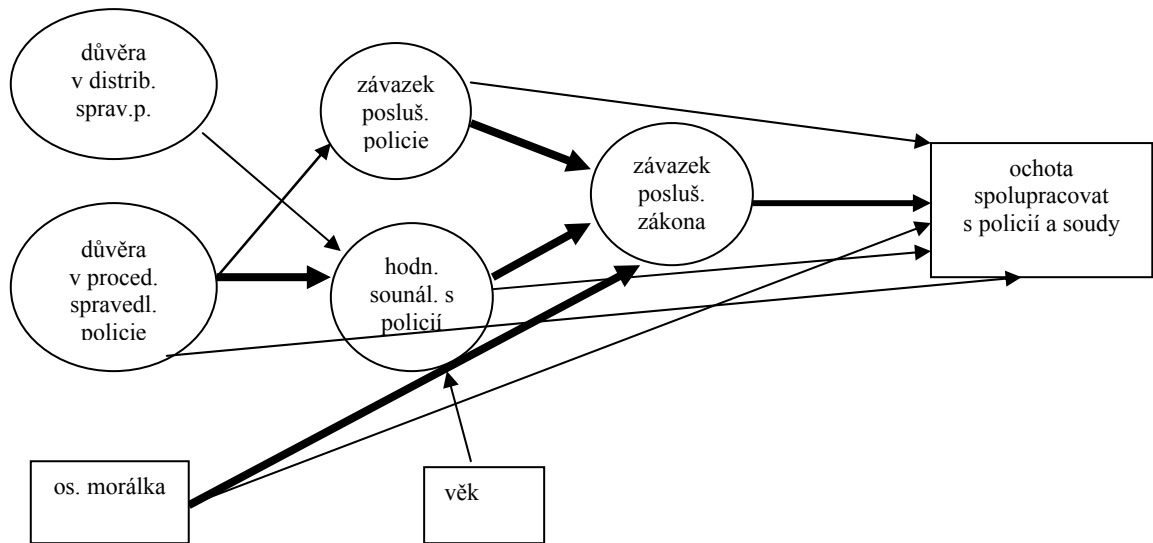 důvěra
v distrib.
sprav.p.
závazek
posluš.
policie
závazek
posluš.
zákona
ochota
spolupracovat
s policií a soudy
důvěra
v proced.
spravedl.
policie
hodn.
sounál. s
policií
os. morálka
věk